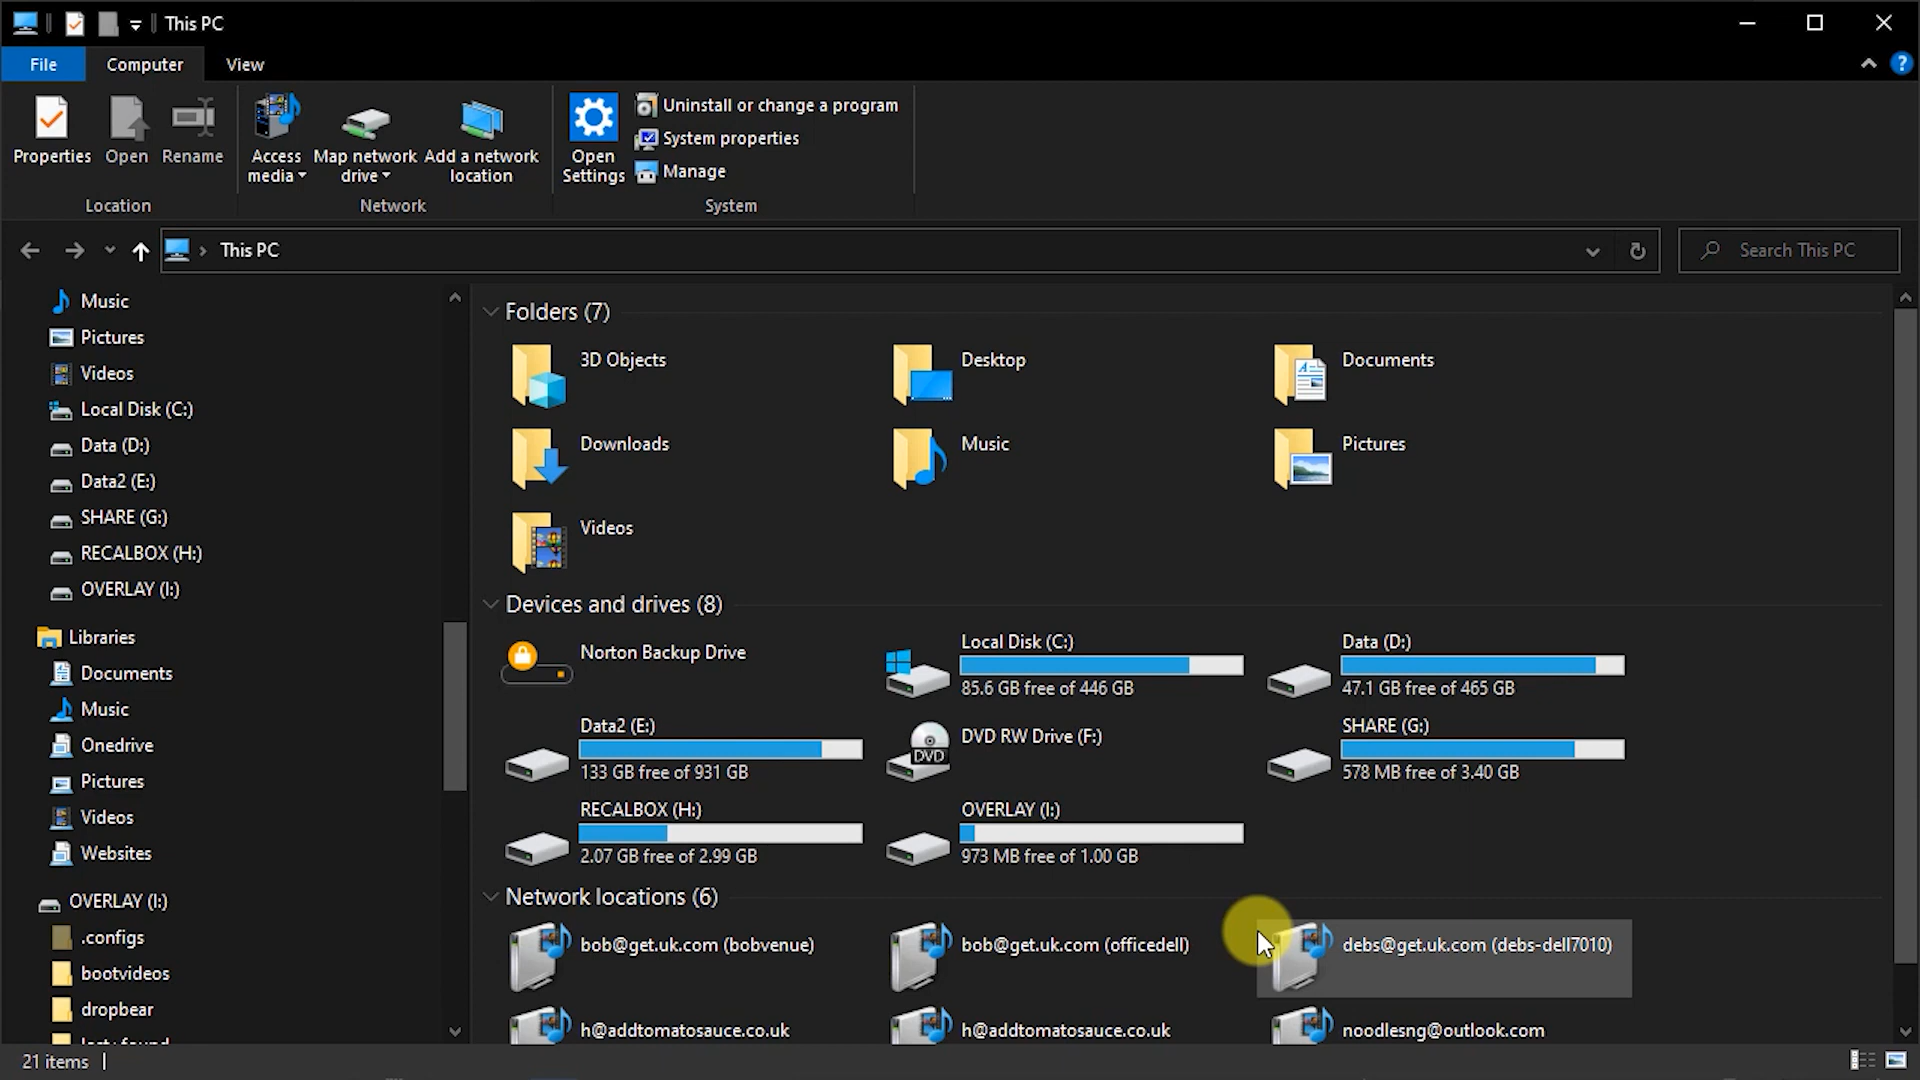 This PC
File
Computer
View
?
Properties
Open
Rename
Access
media
Map network
drive
Add a network
location
Open
Settings
Uninstall or change a program
System properties
Manage
Location
Network
System
This PC
Search This PC
Music
Pictures
Videos
Local Disk (C:)
Data (D:)
Data2 (E:)
SHARE (G:)
RECALBOX (H:)
OVERLAY (I:)
Libraries
Documents
Music
Onedrive
Pictures
Videos
Websites
OVERLAY (I:)
.configs
bootvideos
dropbear
Folders (7)
3D Objects
Desktop
Documents
Downloads
Music
Pictures
Videos
Devices and drives (8)
Norton Backup Drive
Local Disk (C:)
85.6 GB free of 446 GB
Data (D:)
47.1 GB free of 465 GB
Data2 (E:)
133 GB free of 931 GB
DVD
DVD RW Drive (F:)
SHARE (G:)
578 MB free of 3.40 GB
RECALBOX (H:)
2.07 GB free of 2.99 GB
OVERLAY (I:)
973 MB free of 1.00 GB
Network locations (6)
bob@get.uk.com (bobvenue)
bob@get.uk.com (officedell)
debs@get.uk.com (debs-dell7010)
h@addtomatosauce.co.uk
h@addtomatosauce.co.uk
noodlesng@outlook.com
21 items